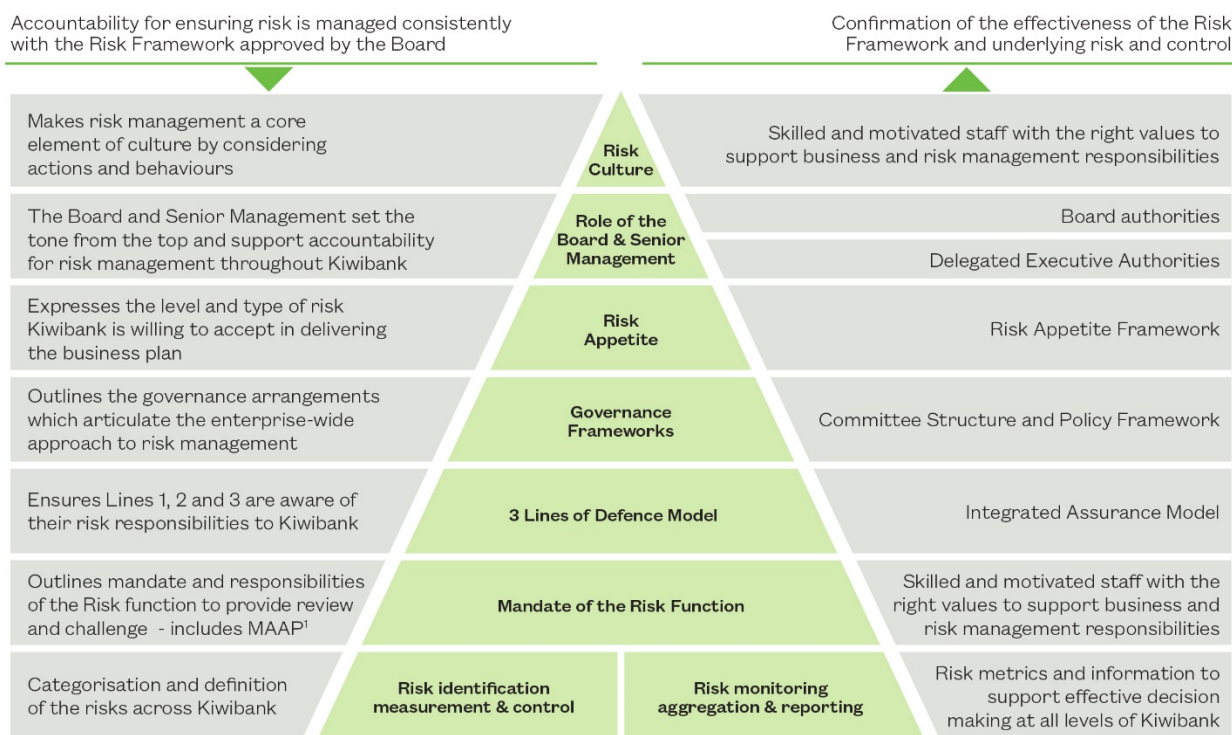 Accountability for ensuring risk is managed consistently
with the Risk Framework approved by the Board
Confirmation of the effectiveness of the Risk
Framework and underlying risk and control
Makes risk management a core
element of culture by considering
actions and behaviours
Risk
Culture
Skilled and motivated staff with the right values to
support business and risk management responsibilities
The Board and Senior Management set the
tone from the top and support accountability
for risk management throughout Kiwibank
Role of the
Board & Senior
Management
Board authorities
Delegated Executive Authorities
Expresses the level and type of risk
Kiwibank is willing to accept in delivering
the business plan
Risk
Appetite
Risk Appetite Framework
Outlines the governance arrangements
which articulate the enterprise-wide
approach to risk management
Governance
Frameworks
Committee Structure and Policy Framework
Ensures Lines 1, 2 and 3 are aware of
their risk responsibilities to Kiwibank
3 Lines of Defence Model
Integrated Assurance Model
Outlines mandate and responsibilities
of the Risk function to provide review
and challenge - includes MAAP¹
Mandate of the Risk Function
Skilled and motivated staff with the
right values to support business and
risk management responsibilities
Categorisation and definition
of the risks across Kiwibank
Risk identification
measurement & control
Risk monitoring
aggregation & reporting
Risk metrics and information to
support effective decision
making at all levels of Kiwibank